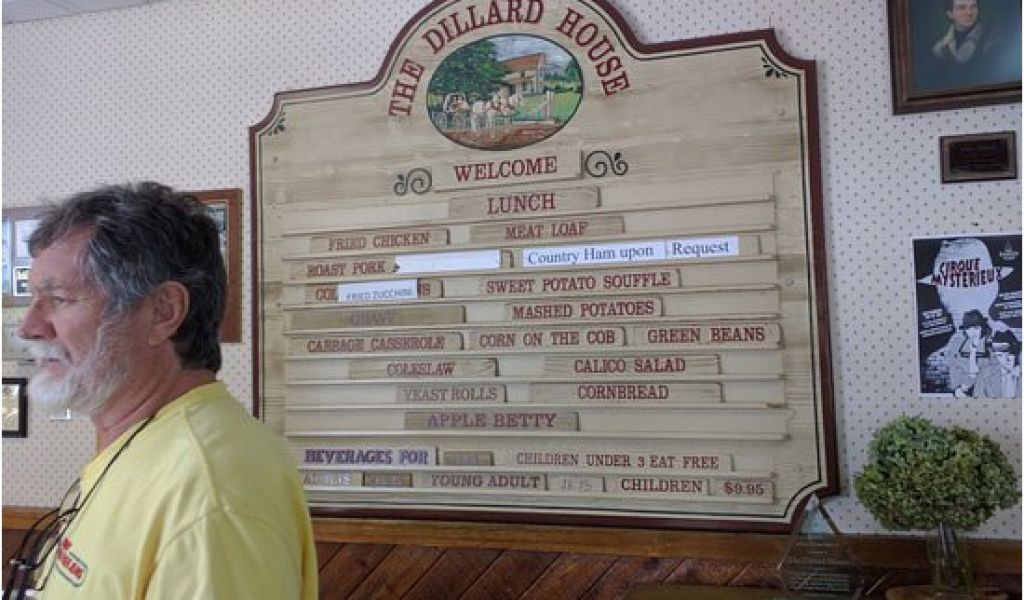 THE DILLARD HOUSE
WELCOME
LUNCH
FRIED CHICKEN MEAT LOAF
ROAST PORK Country Ham upon Request
FRIED ZUCCHINI SWEET POTATO SOUFFLE
GRAVY MASHED POTATOES
CABBAGE CASSEROLE CORN ON THE COB GREEN BEANS
COLESLAW CALICO SALAD
YEAST ROLLS CORNBREAD
APPLE BETTY
BEVERAGES FOR CHILDREN UNDER 3 EAT FREE
YOUNG ADULT CHILDREN $9.95
CIRQUE
MYSTERIEUX